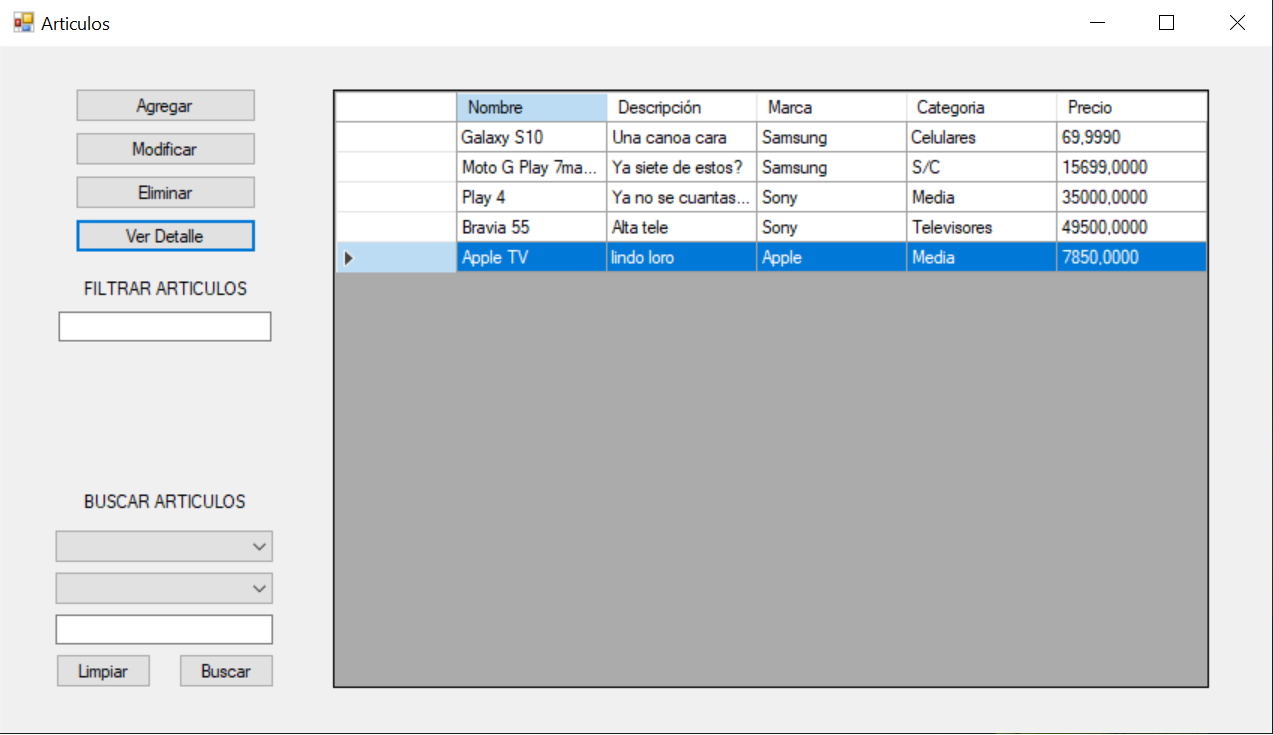 Articulos
Agregar
Modificar
Eliminar
Ver Detalle
FILTRAR ARTICULOS
BUSCAR ARTICULOS
Limpiar Buscar
Nombre Descripción Marca Categoria Precio
Galaxy S10 Una canoa cara Samsung Celulares 69,9990
Moto G Play 7ma... Ya siete de estos? Samsung S/C 15699,0000
Play 4 Ya no se cuantas... Sony Media 35000,0000
Bravia 55 Alta tele Sony Televisores 49500,0000
Apple TV lindo loro Apple Media 7850,0000